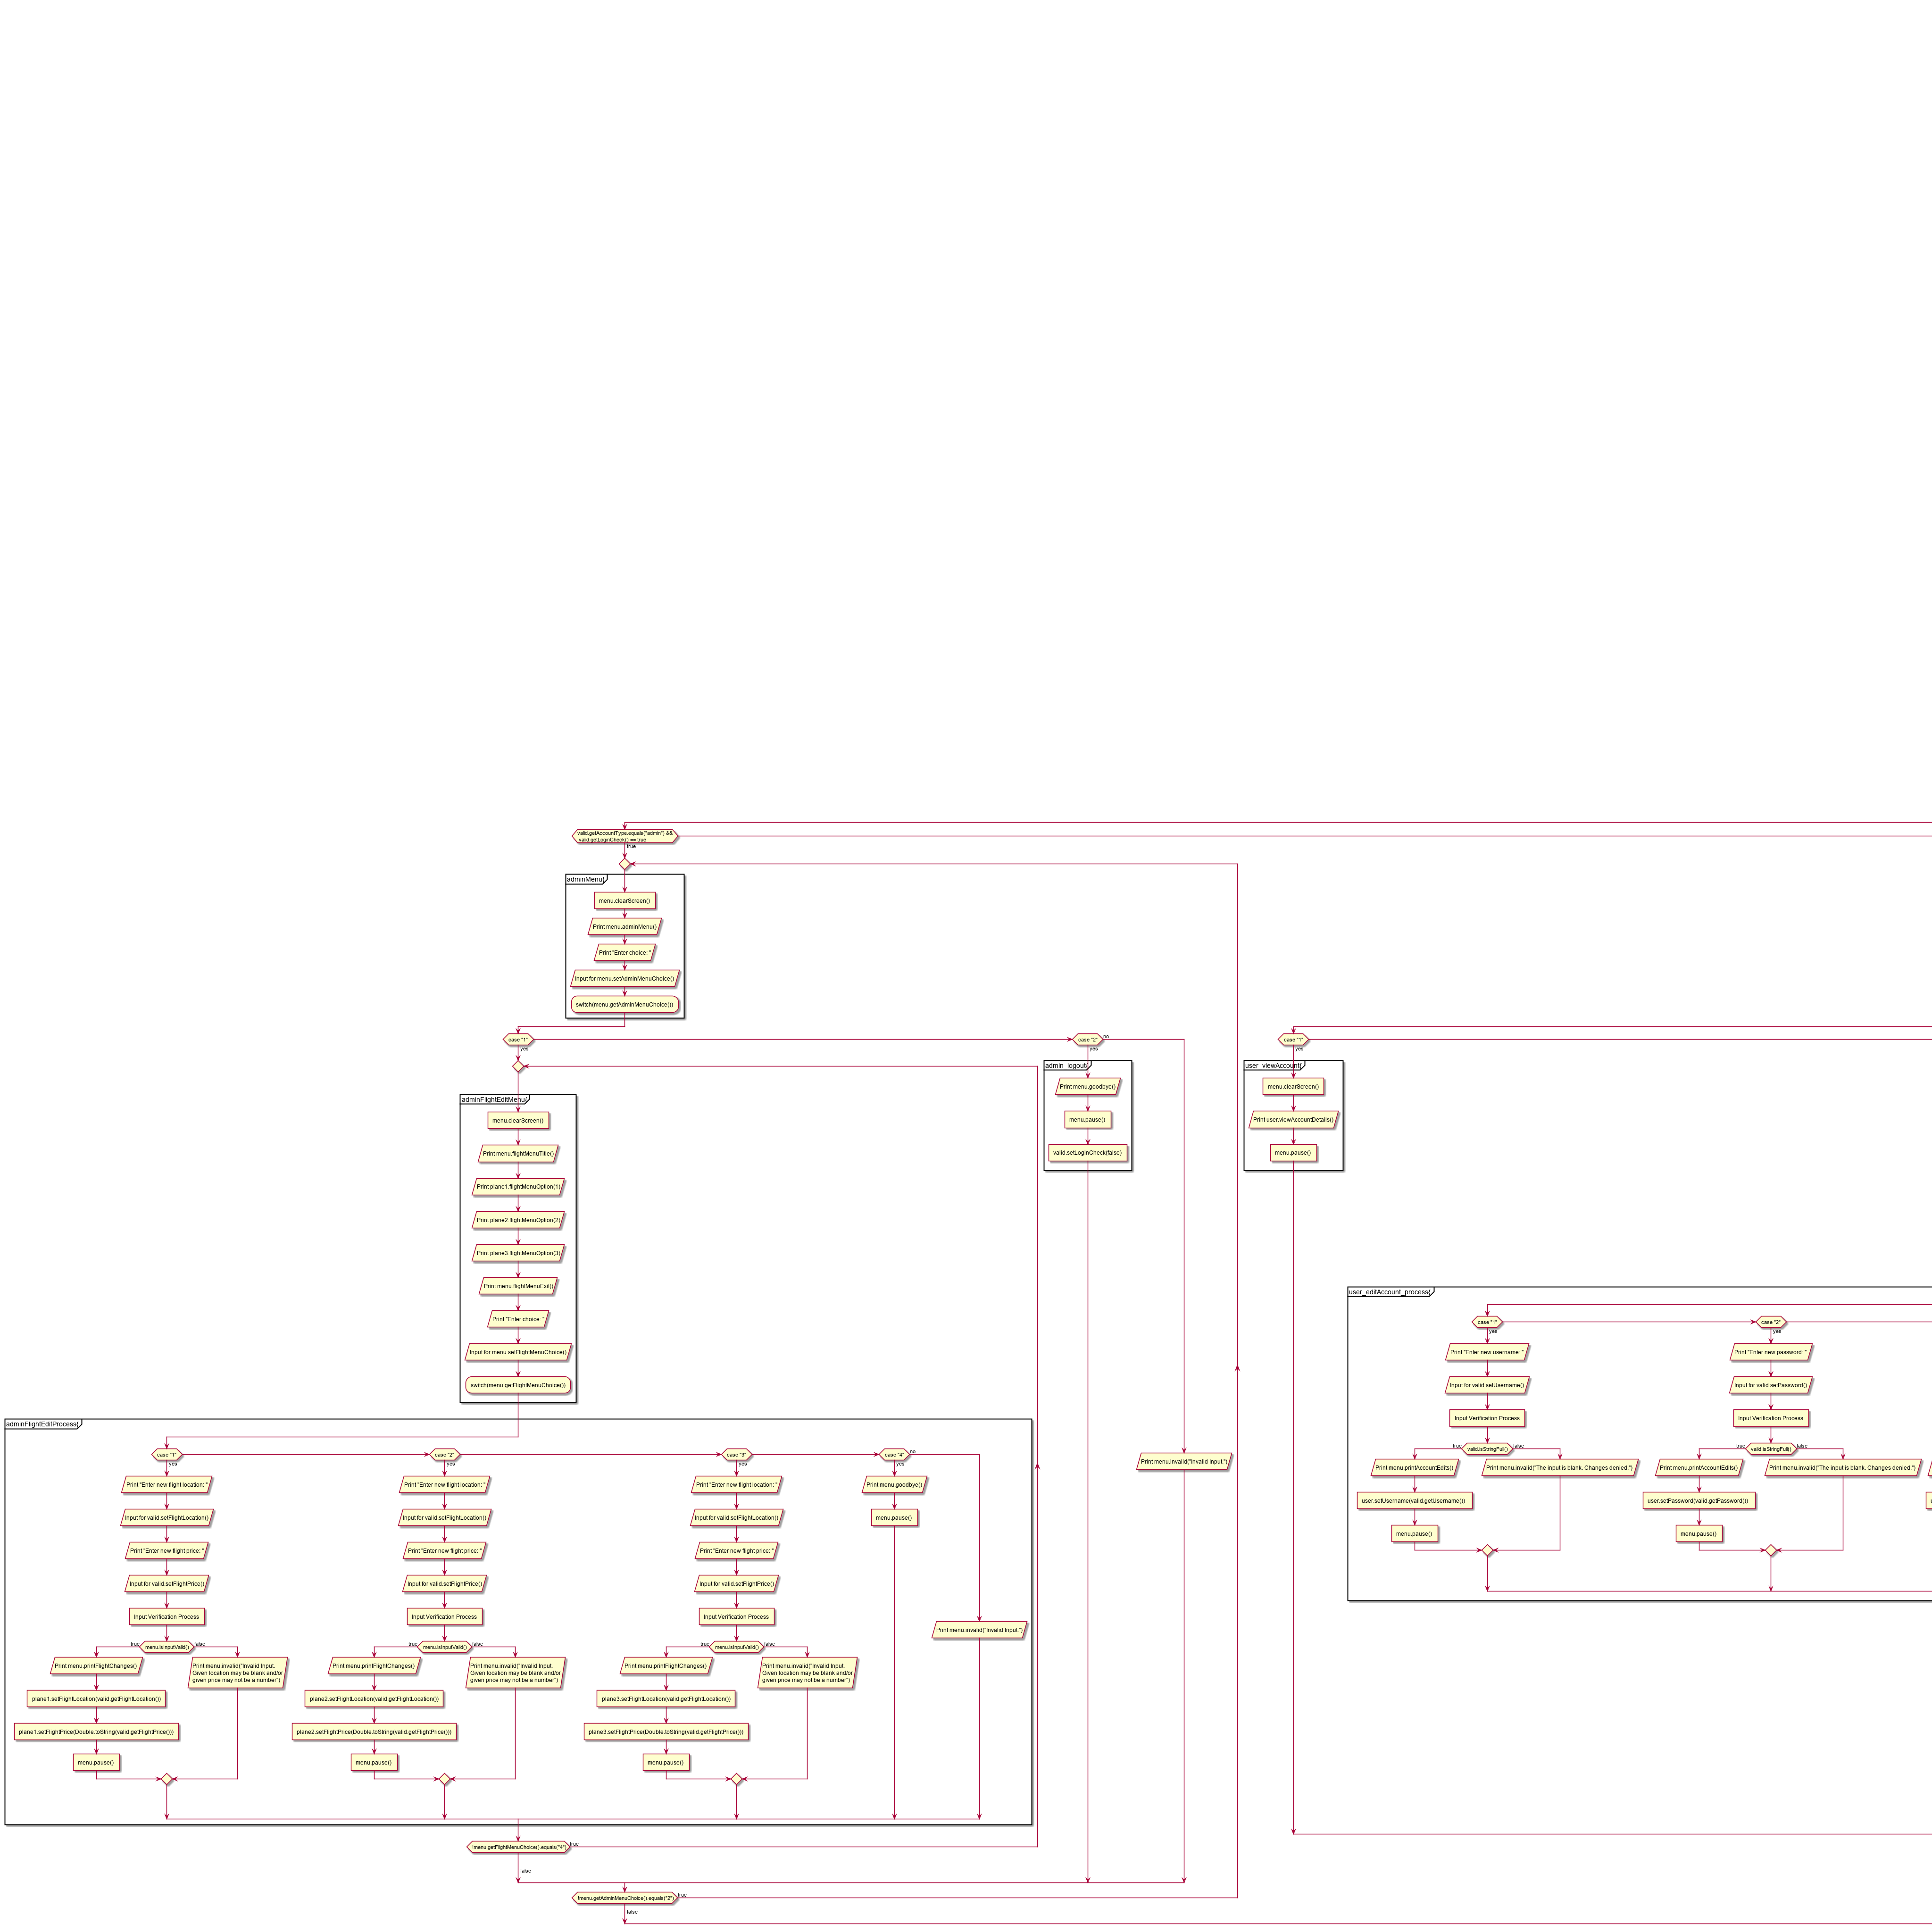 valid.getAccountType.equals("admin") &&
valid.getLoginCheck() == true
true
adminMenu(
menu.clearScreen()
Print menu.adminMenu()
Print "Enter choice: "
Input for menu.setAdminMenuChoice()
switch(menu.getAdminMenuChoice())
case "1"
yes
case "2"
no
yes
adminFlightEditMenu(
menu.clearScreen()
Print menu.flightMenuTitle()
Print plane1.flightMenuOption(1)
Print plane2.flightMenuOption(2)
Print plane3.flightMenuOption(3)
Print menu.flightMenuExit()
Print "Enter choice: "
Input for menu.setFlightMenuChoice()
switch(menu.getFlightMenuChoice())
admin_logout(
Print menu.goodbye()
menu.pause()
valid.setLoginCheck(false)
Print menu.invalid("Invalid Input.")
adminFlightEditProcess(
case "1"
yes
Print "Enter new flight location: "
Input for valid.setFlightLocation()
Print "Enter new flight price: "
Input for valid.setFlightPrice()
Input Verification Process
true
menu.isInputValid()
false
Print menu.printFlightChanges()
plane1.setFlightLocation(valid.getFlightLocation())
plane1.setFlightPrice(Double.toString(valid.getFlightPrice()))
menu.pause()
Print menu.invalid("Invalid Input.
Given location may be blank and/or
given price may not be a number")
case "2"
yes
Print "Enter new flight location: "
Input for valid.setFlightLocation()
Print "Enter new flight price: "
Input for valid.setFlightPrice()
Input Verification Process
true
menu.isInputValid()
false
Print menu.printFlightChanges()
plane2.setFlightLocation(valid.getFlightLocation())
plane2.setFlightPrice(Double.toString(valid.getFlightPrice()))
menu.pause()
Print menu.invalid("Invalid Input.
Given location may be blank and/or
given price may not be a number")
case "3"
yes
Print "Enter new flight location: "
Input for valid.setFlightLocation()
Print "Enter new flight price: "
Input for valid.setFlightPrice()
Input Verification Process
true
menu.isInputValid()
false
Print menu.printFlightChanges()
plane3.setFlightLocation(valid.getFlightLocation())
plane3.setFlightPrice(Double.toString(valid.getFlightPrice()))
menu.pause()
Print menu.invalid("Invalid Input.
Given location may be blank and/or
given price may not be a number")
case "4"
no
yes
Print menu.goodbye()
menu.pause()
Print menu.invalid("Invalid Input.")
!menu.getFlightMenuChoice().equals("4")
true
false
!menu.getAdminMenuChoice().equals("2")
true
false
case "1"
yes
user_viewAccount(
menu.clearScreen()
Print user.viewAccountDetails()
menu.pause()
user_editAccount_process(
case "1"
yes
Print "Enter new username: "
Input for valid.setUsername()
Input Verification Process
true
valid.isStringFull()
false
Print menu.printAccountEdits()
user.setUsername(valid.getUsername())
menu.pause()
Print menu.invalid("The input is blank. Changes denied.")
case "2"
yes
Print "Enter new password: "
Input for valid.setPassword()
Input Verification Process
true
valid.isStringFull()
false
Print menu.printAccountEdits()
user.setPassword(valid.getPassword())
menu.pause()
Print menu.invalid("The input is blank. Changes denied.")